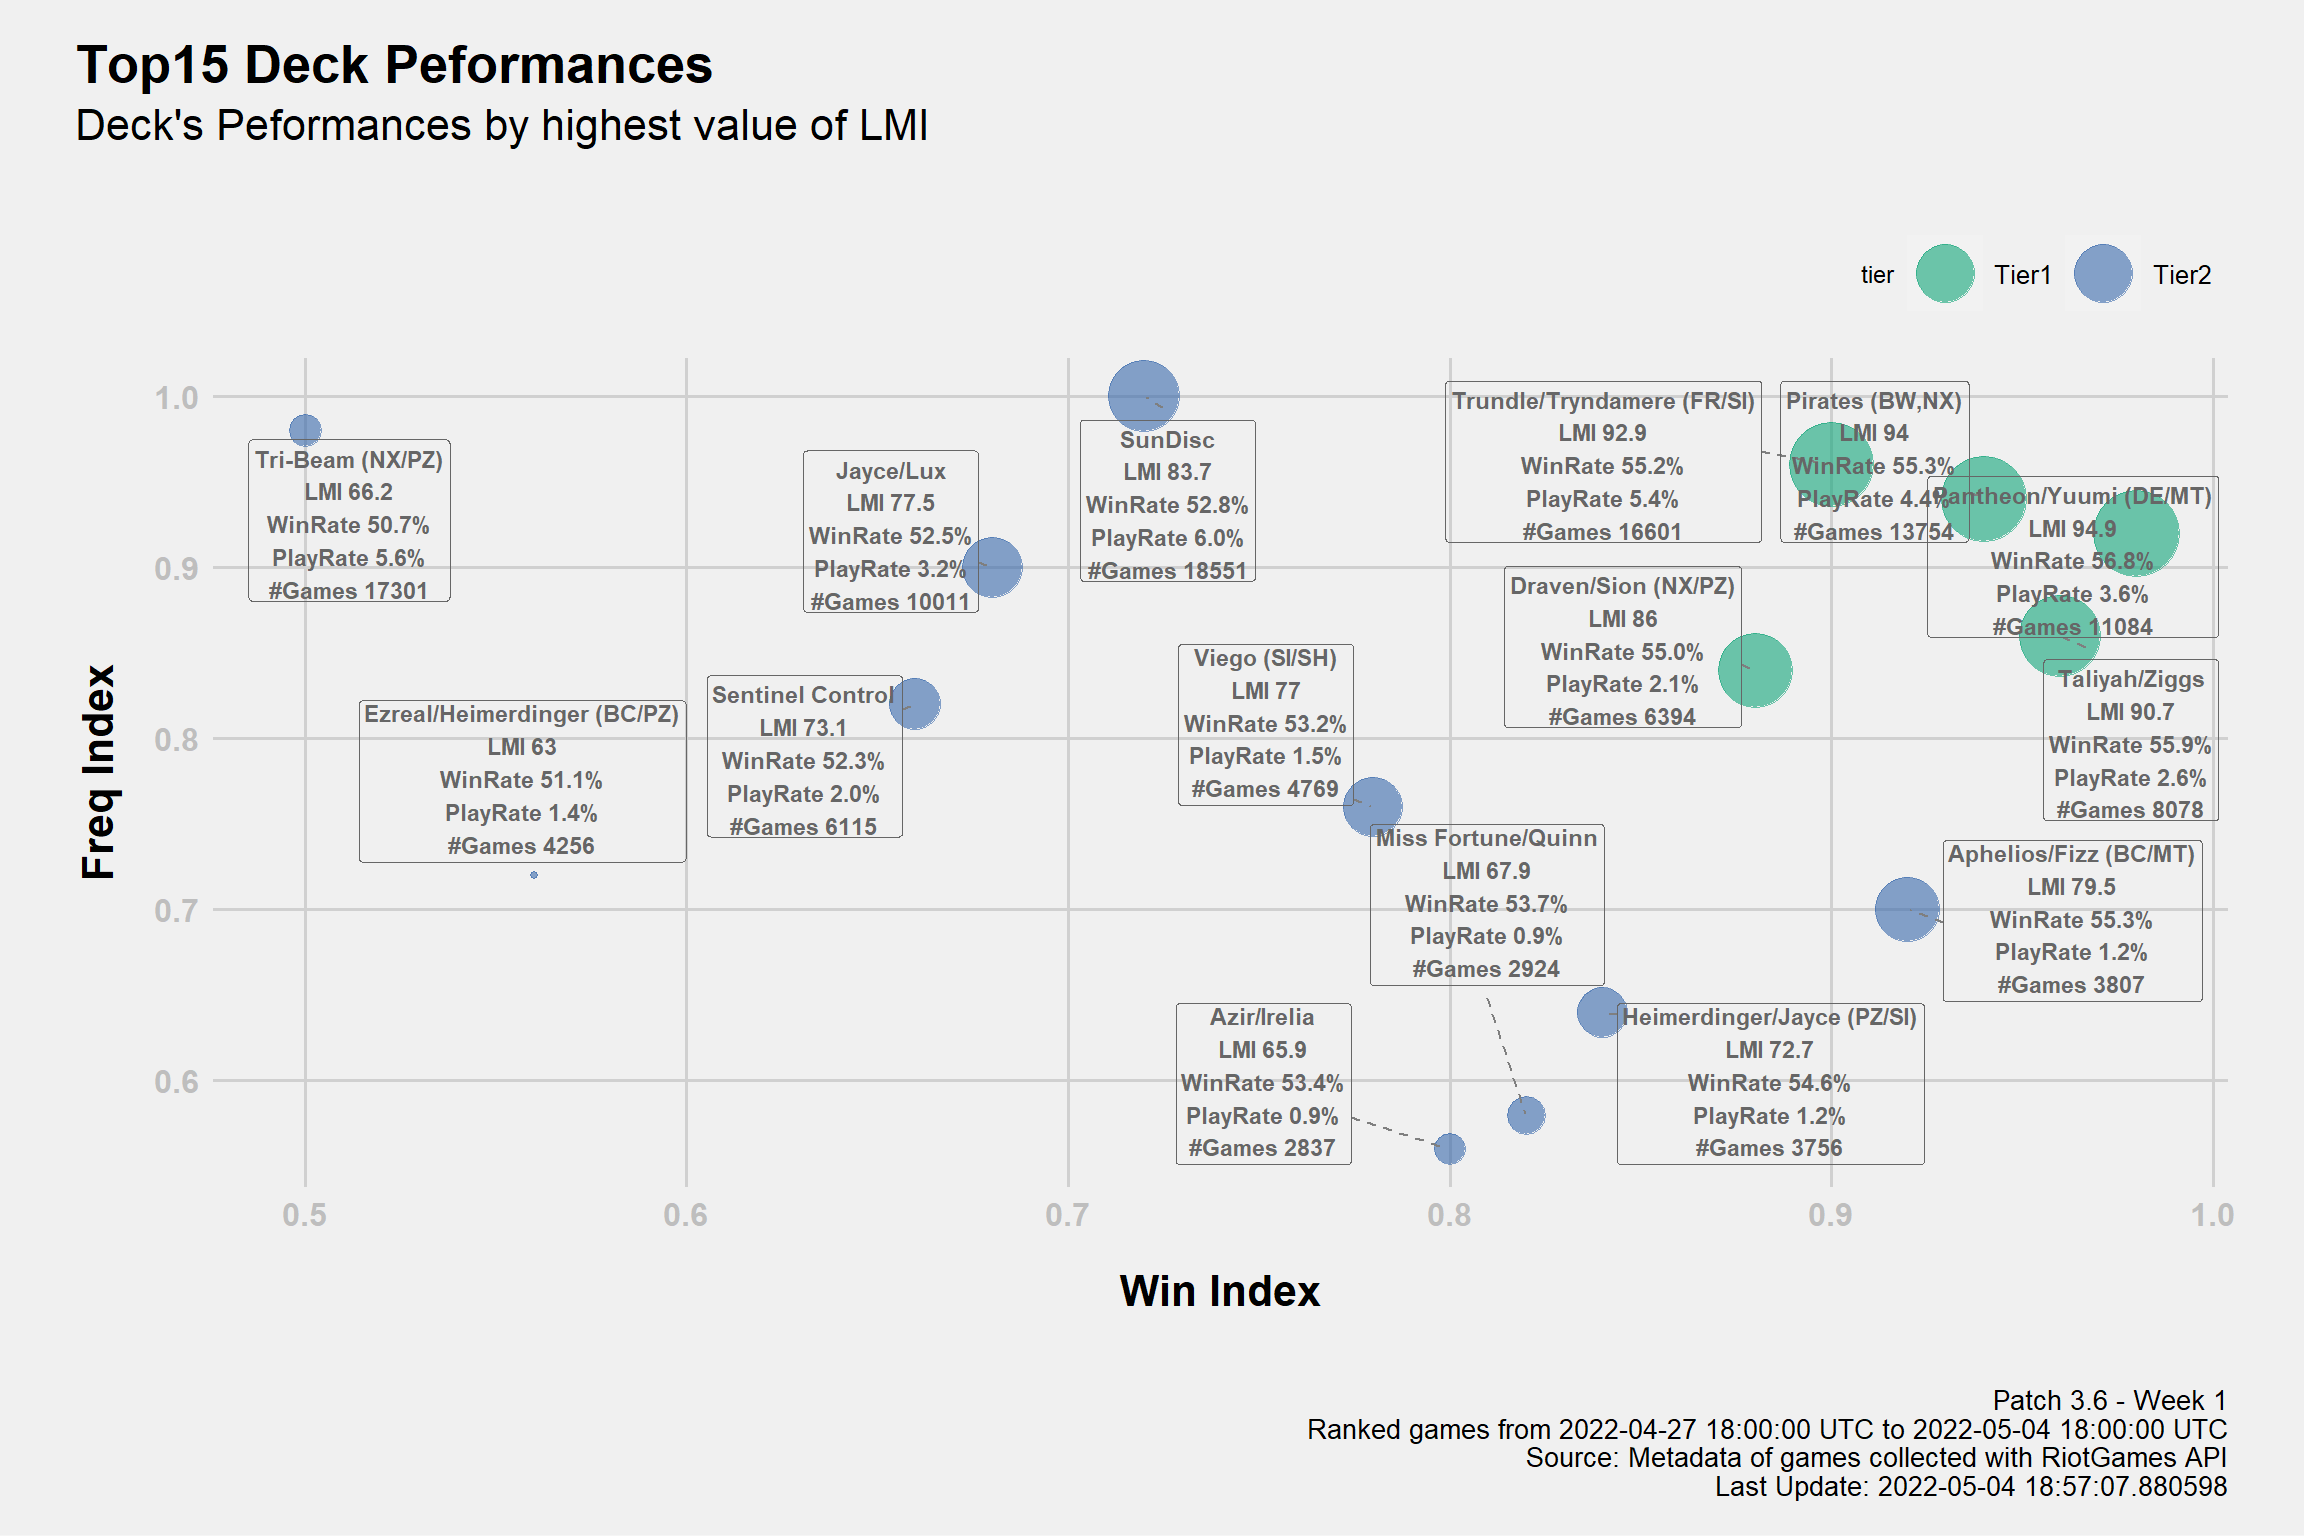 Top15 Deck Peformances
Deck's Peformances by highest value of LMI
tier
Tier1
Tier2
Freq Index
1.0
0.9
0.8
0.7
0.6
Tri-Beam (NX/PZ)
LMI 66.2
WinRate 50.7%
PlayRate 5.6%
#Games 17301
Jayce/Lux
LMI 77.5
WinRate 52.5%
PlayRate 3.2%
#Games 10011
SunDisc
LMI 83.7
WinRate 52.8%
PlayRate 6.0%
#Games 18551
Trundle/Tryndamere (FR/SI)
LMI 92.9
WinRate 55.2%
PlayRate 5.4%
#Games 16601
Pirates (BW,NX)
LMI 94
WinRate 55.3%
PlayRate 4.4%
#Games 13754
Pantheon/Yuumi (DE/MT)
LMI 94.9
WinRate 56.8%
PlayRate 3.6%
#Games 11084
Draven/Sion (NX/PZ)
LMI 86
WinRate 55.0%
PlayRate 2.1%
#Games 6394
Viego (SI/SH)
LMI 77
WinRate 53.2%
PlayRate 1.5%
#Games 4769
Taliyah/Ziggs
LMI 90.7
WinRate 55.9%
PlayRate 2.6%
#Games 8078
Sentinel Control
LMI 73.1
WinRate 52.3%
PlayRate 2.0%
#Games 6115
Ezreal/Heimerdinger (BC/PZ)
LMI 63
WinRate 51.1%
PlayRate 1.4%
#Games 4256
Miss Fortune/Quinn
LMI 67.9
WinRate 53.7%
PlayRate 0.9%
#Games 2924
Aphelios/Fizz (BC/MT)
LMI 79.5
WinRate 55.3%
PlayRate 1.2%
#Games 3807
Azir/Irelia
LMI 65.9
WinRate 53.4%
PlayRate 0.9%
#Games 2837
Heimerdinger/Jayce (PZ/SI)
LMI 72.7
WinRate 54.6%
PlayRate 1.2%
#Games 3756
0.5
0.6
0.7
0.8
0.9
1.0
Win Index
Patch 3.6 - Week 1
Ranked games from 2022-04-27 18:00:00 UTC to 2022-05-04 18:00:00 UTC
Source: Metadata of games collected with RiotGames API
Last Update: 2022-05-04 18:57:07.880598